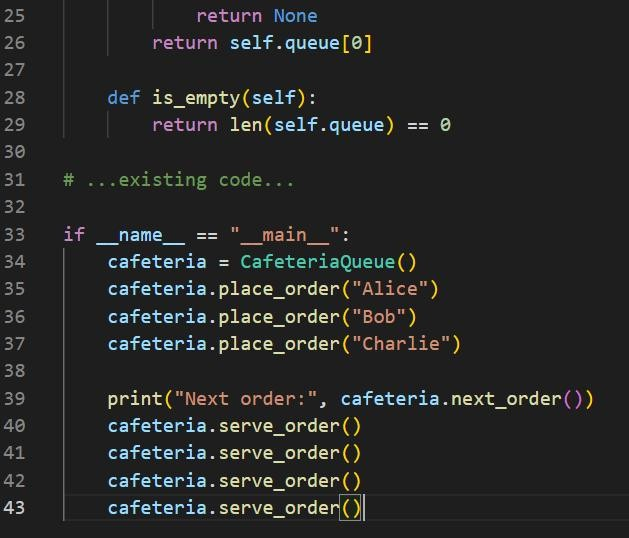 25 return None
26 return self.queue[0]
27
28 def is_empty(self):
29 return len(self.queue) == 0
30
31 # ...existing code...
32
33 if __name__ == "__main__":
34 cafeteria = CafeteriaQueue()
35 cafeteria.place_order("Alice")
36 cafeteria.place_order("Bob")
37 cafeteria.place_order("Charlie")
38
39 print("Next order:", cafeteria.next_order())
40 cafeteria.serve_order()
41 cafeteria.serve_order()
42 cafeteria.serve_order()
43 cafeteria.serve_order()